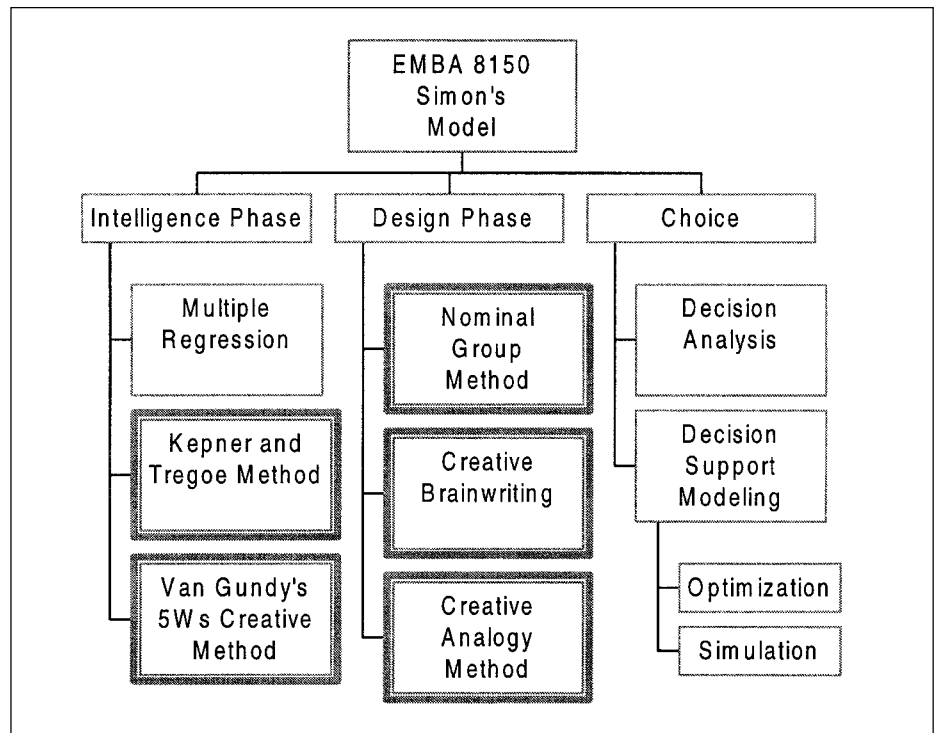 EMBA 8150
Simon's
Model
Intelligence Phase
Design Phase
Choice
Multiple
Regression
Kepner and
Tregoe Method
Van Gundy's
5Ws Creative
Method
Nominal
Group
Method
Creative
Brainwriting
Creative
Analogy
Method
Decision
Analysis
Decision
Support
Modeling
Optimization
Simulation